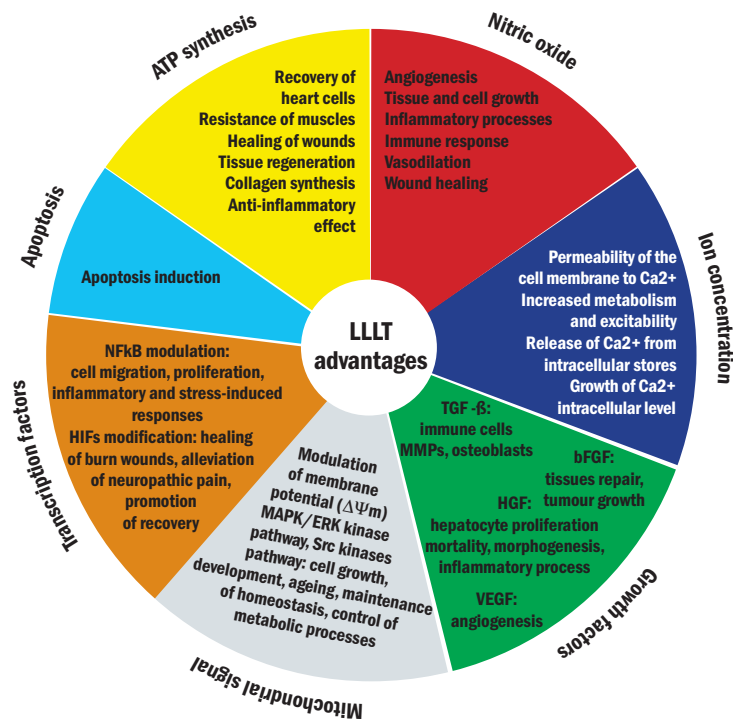 ATP synthesis
Recovery of
heart cells
Resistance of muscles
Healing of wounds
Tissue regeneration
Collagen synthesis
Anti-inflammatory
effect
Nitric oxide
Angiogenesis
Tissue and cell growth
Inflammatory processes
Immune response
Vasodilation
Wound healing
Ion concentration
Permeability of the
cell membrane to Ca2+
Increased metabolism
and excitability
Release of Ca2+ from
intracellular stores
Growth of Ca2+
intracellular level
Growth factors
TGF -ß:
immune cells
MMPs, osteoblasts
bFGF:
tissues repair,
tumour growth
HGF:
hepatocyte proliferation
mortality, morphogenesis,
inflammatory process
VEGF:
angiogenesis
Mitochondrial signal
Modulation
of membrane
potential (ΔΨm)
MAPK/ERK kinase
pathway, Src kinases
pathway: cell growth,
development, ageing, maintenance
of homeostasis, control of
metabolic processes
Transcription factors
NFkB modulation:
cell migration, proliferation,
inflammatory and stress-induced
responses
HIFs modification: healing
of burn wounds, alleviation
of neuropathic pain,
promotion
of recovery
Apoptosis
Apoptosis induction
LLLT
advantages